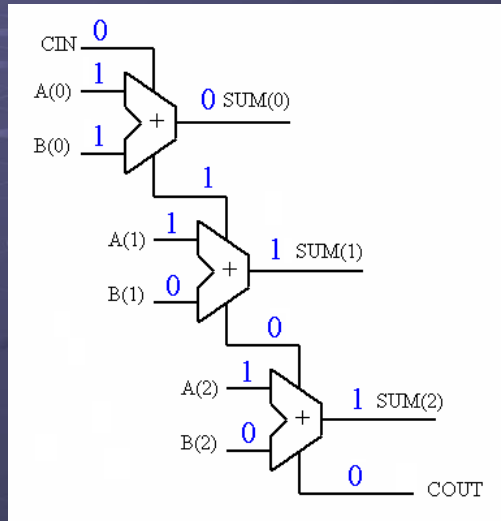 CIN 0
A(0) 1
0 SUM(0)
+
B(0) 1
1
A(1) 1
1 SUM(1)
+
B(1) 0
0
A(2) 1
1 SUM(2)
+
B(2) 0
0 COUT